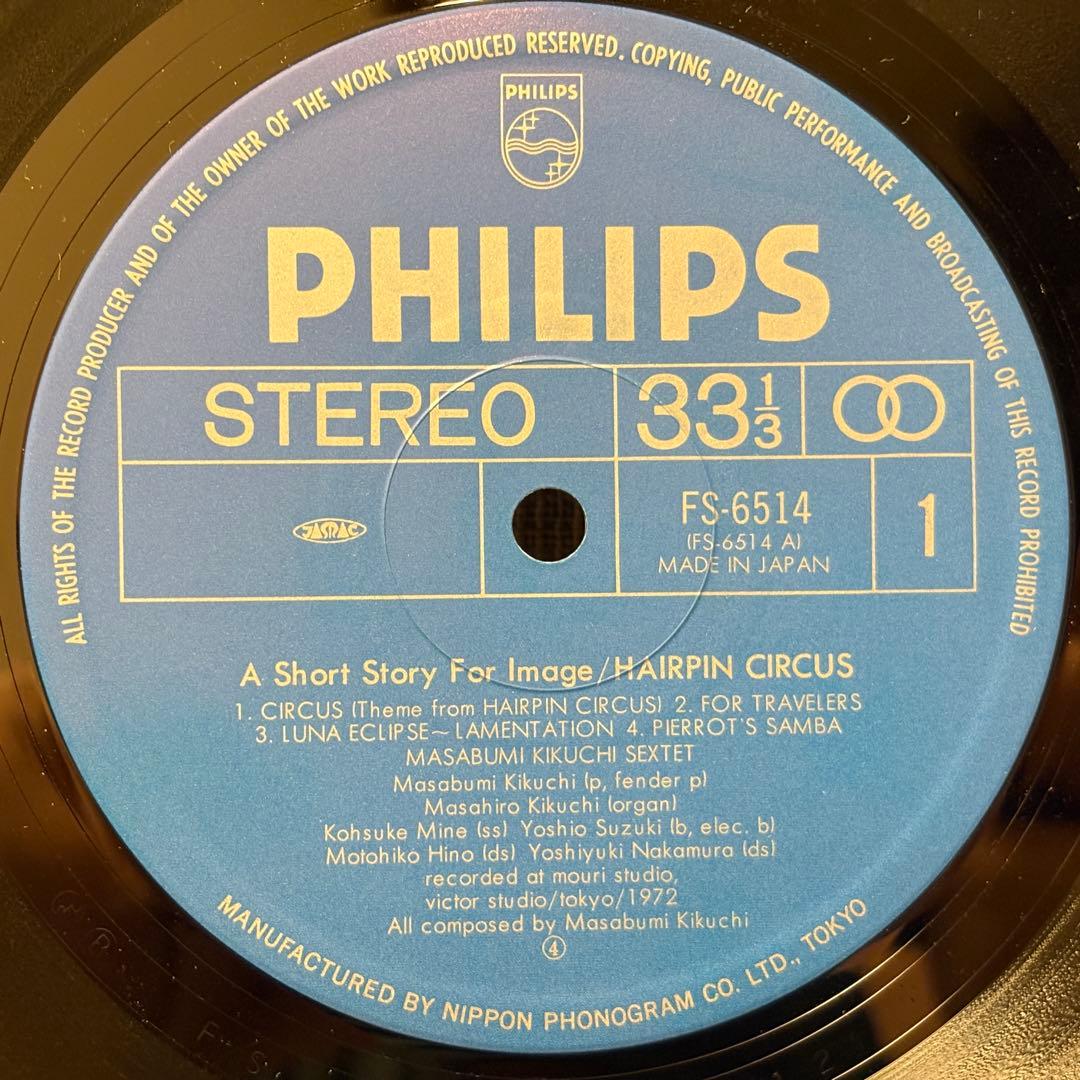 ALL RIGHTS OF THE RECORD PRODUCER AND OF THE OWNER OF THE WORK REPRODUCED RESERVED. COPYING, PUBLIC PERFORMANCE AND BROADCASTING OF THIS RECORD PROHIBITED
PHILIPS
PHILIPS
STEREO 33 1/3
JASRAC
FS-6514 1
(FS-6514 A)
MADE IN JAPAN
A Short Story For Image/HAIRPIN CIRCUS
1. CIRCUS (Theme from HAIRPIN CIRCUS) 2. FOR TRAVELERS
3. LUNA ECLIPSE~ LAMENTATION 4. PIERROT'S SAMBA
MASABUMI KIKUCHI SEXTET
Masabumi Kikuchi (p, fender p)
Masahiro Kikuchi (organ)
Kohsuke Mine (ss) Yoshio Suzuki (b, elec. b)
Motohiko Hino (ds) Yoshiyuki Nakamura (ds)
recorded at mouri studio,
victor studio/tokyo/1972
All composed by Masabumi Kikuchi
④
MANUFACTURED BY NIPPON PHONOGRAM CO. LTD., TOKYO